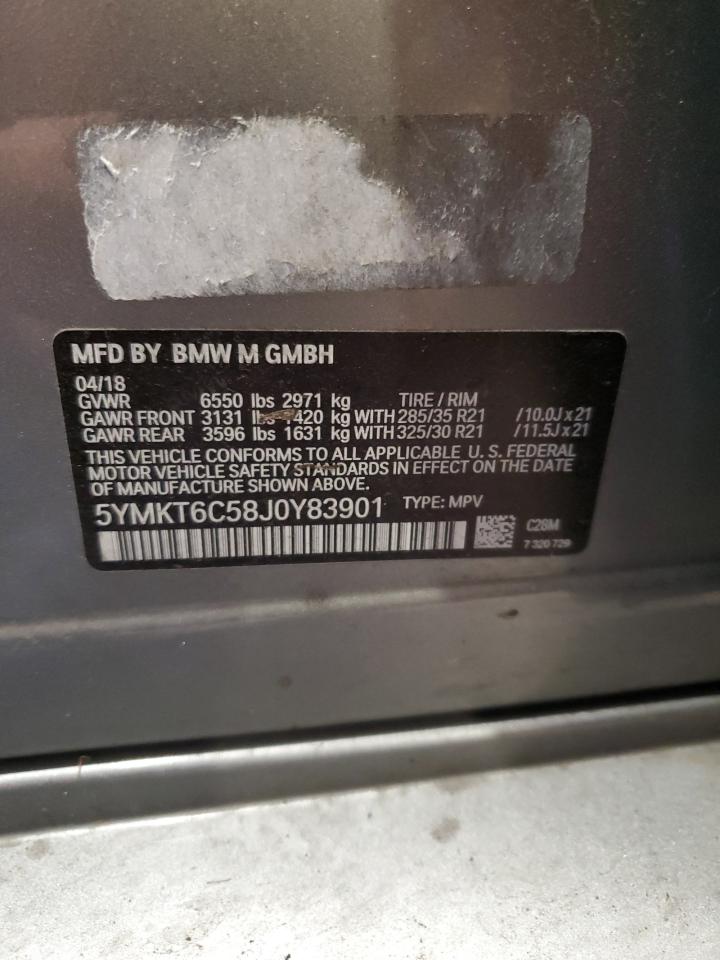 MFD BY BMW M GMBH
04/18
GVWR 6550 lbs 2971 kg TIRE / RIM
GAWR FRONT 3131 lbs 1420 kg WITH 285/35 R21 /10.0J x 21
GAWR REAR 3596 lbs 1631 kg WITH 325/30 R21 /11.5J x 21
THIS VEHICLE CONFORMS TO ALL APPLICABLE U. S. FEDERAL
MOTOR VEHICLE SAFETY STANDARDS IN EFFECT ON THE DATE
OF MANUFACTURE SHOWN ABOVE.
5YMKT6C58J0Y83901 TYPE: MPV
C28M
7 320 729